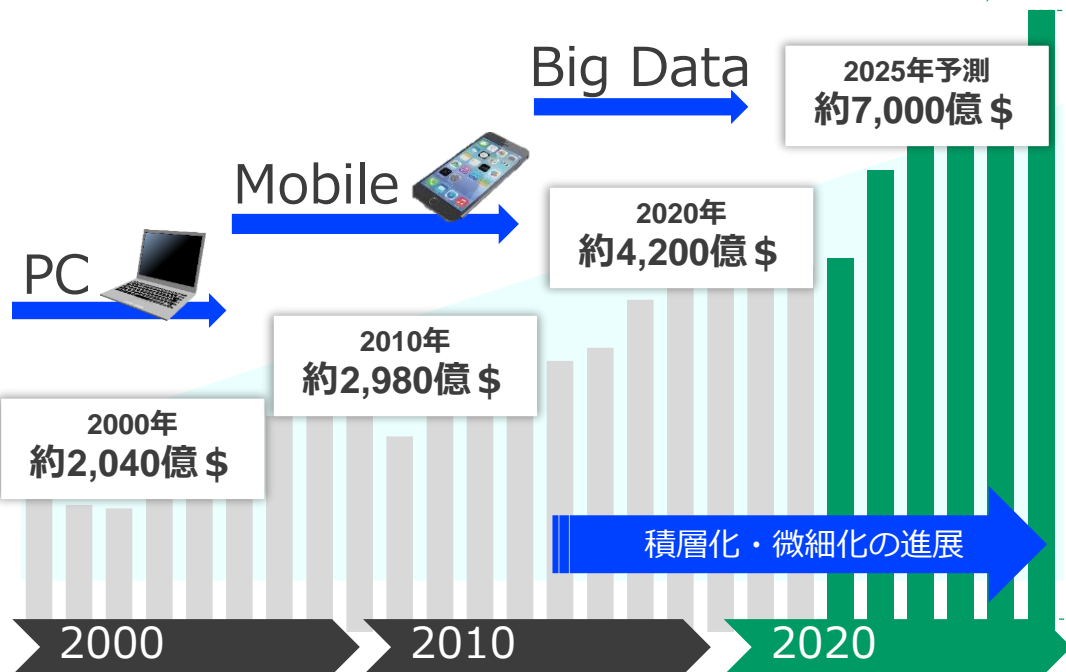 Big Data
2025年予測
約7,000億＄
Mobile
2020年
約4,200億＄
PC
2010年
約2,980億＄
2000年
約2,040億＄
積層化・微細化の進展
2000
2010
2020